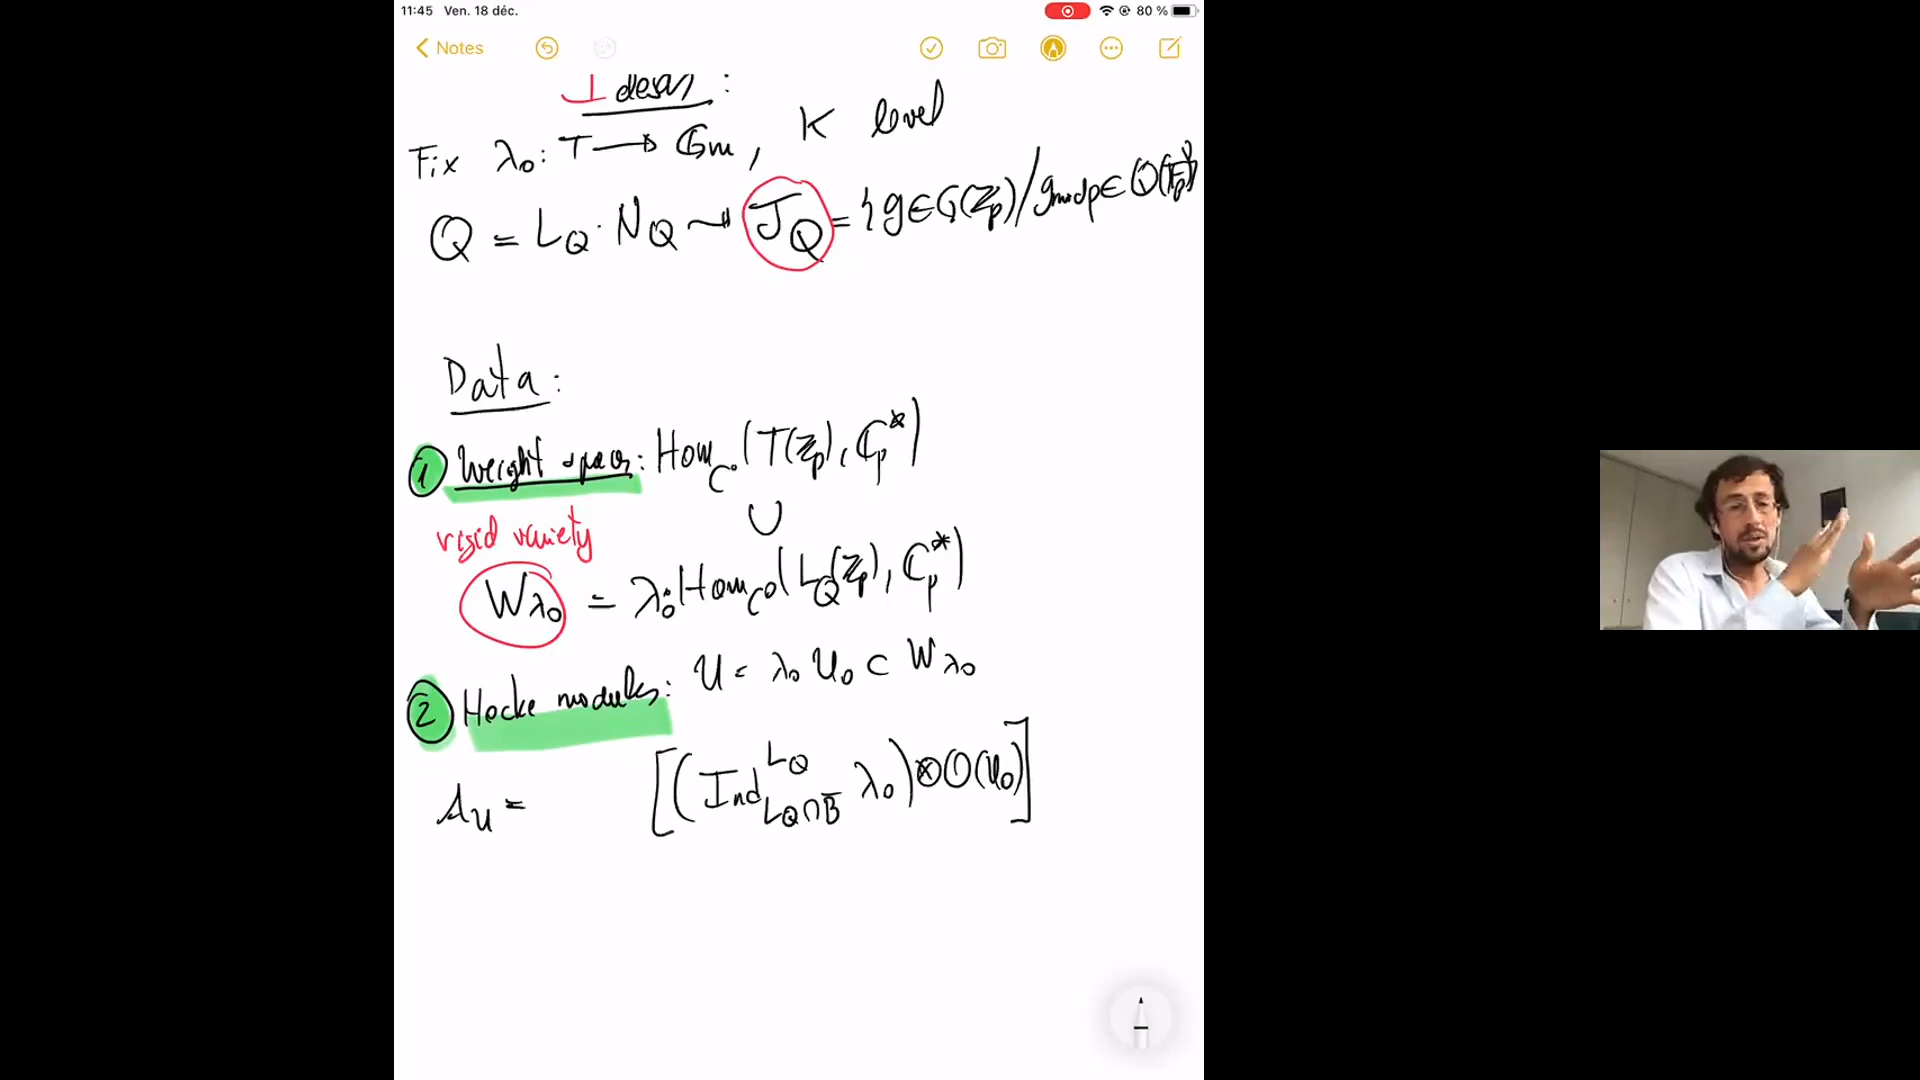 11:45 Ven. 18 déc. 80 %
Notes
Ideas :
Fix λ₀ : T → 𝔾m , K level
Q = L_Q · N_Q ⇝ J_Q = {g ∈ G(ℤ_p) / g mod p ∈ Q(𝔽_p)}
Data :
① Weight space : Hom_{C⁰}(T(ℤ_p), ℂ_p^*)
∪
rigid variety
W_{λ₀} = λ₀·Hom_{C⁰}(L_Q(ℤ_p), ℂ_p^*)
② Hecke modules : U = λ₀ U₀ ⊂ W_{λ₀}
A_U = [(Ind^{L_Q}_{L_Q∩B̄} λ₀) ⊗ O(U₀)]